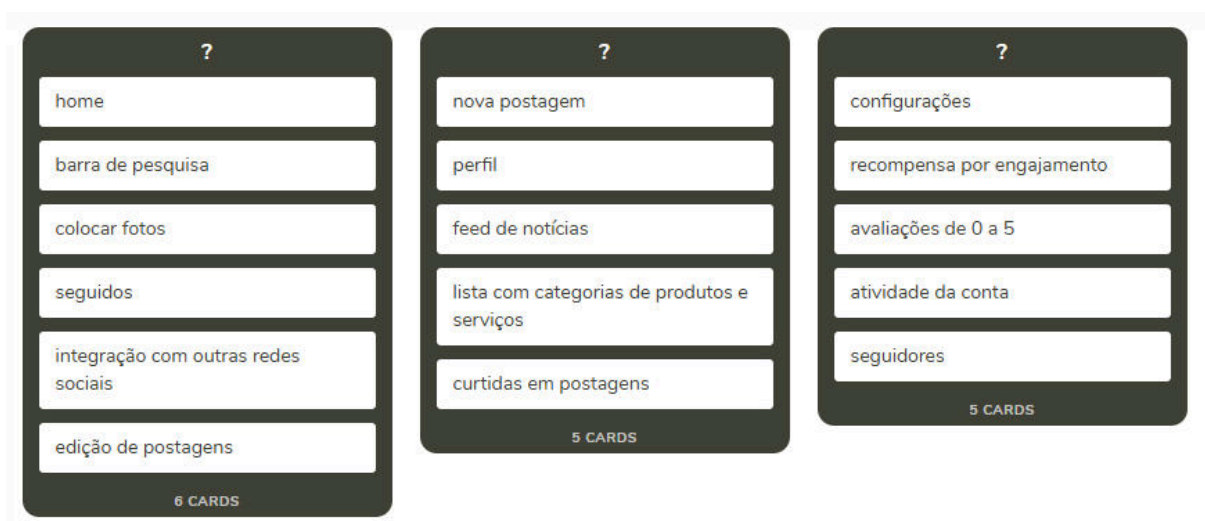 ?
home
barra de pesquisa
colocar fotos
seguidos
integração com outras redes
sociais
edição de postagens
6 CARDS
?
nova postagem
perfil
feed de notícias
lista com categorias de produtos e
serviços
curtidas em postagens
5 CARDS
?
configurações
recompensa por engajamento
avaliações de 0 a 5
atividade da conta
seguidores
5 CARDS